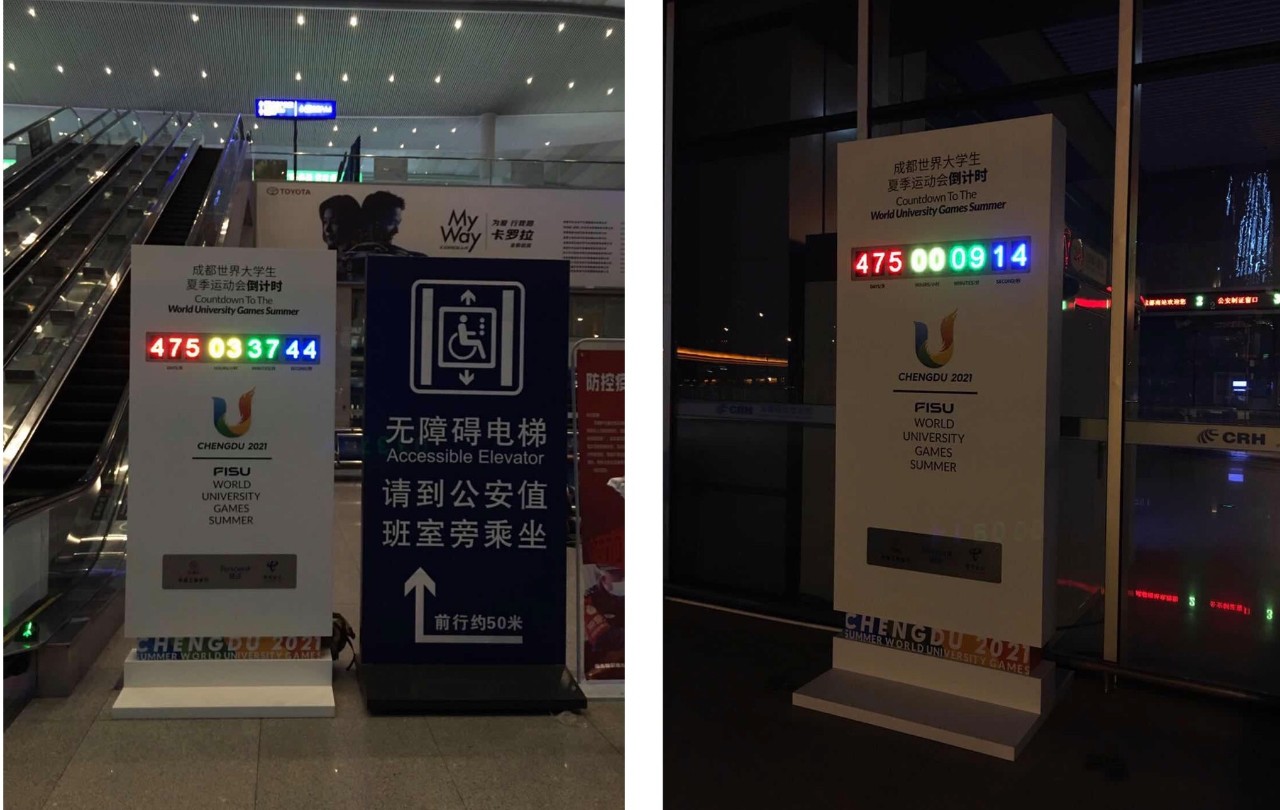 TOYOTA
My
Way
为爱 行独路
卡罗拉
成都世界大学生
夏季运动会倒计时
Countdown To The
World University Games Summer
475 03 37 44
CHENGDU 2021
FISU
WORLD
UNIVERSITY
GAMES
SUMMER
CHENGDU 2021
SUMMER WORLD UNIVERSITY GAMES
无障碍电梯
Accessible Elevator
请到公安值
班室旁乘坐
前行约50米
防控
成都世界大学生
夏季运动会倒计时
Countdown To The
World University Games Summer
475 00 09 14
CHENGDU 2021
FISU
WORLD
UNIVERSITY
GAMES
SUMMER
CHENGDU 2021
SUMMER WORLD UNIVERSITY GAMES
公安制证窗口
CRH
CRH